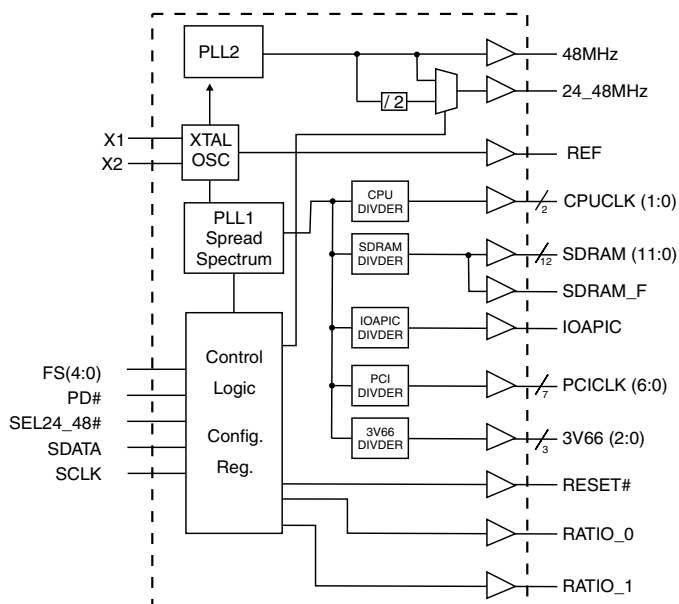 PLL2
48MHz
/ 2
24_48MHz
X1
X2
XTAL
OSC
REF
CPU
DIVDER
2
CPUCLK (1:0)
PLL1
Spread
Spectrum
SDRAM
DIVDER
12
SDRAM (11:0)
SDRAM_F
IOAPIC
DIVDER
IOAPIC
Control
Logic
Config.
Reg.
FS(4:0)
PD#
SEL24_48#
SDATA
SCLK
PCI
DIVDER
7
PCICLK (6:0)
3V66
DIVDER
3
3V66 (2:0)
RESET#
RATIO_0
RATIO_1